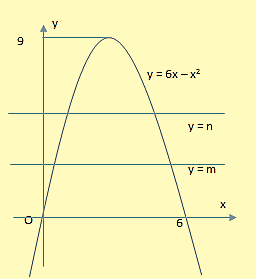 y
9
y = 6x – x²
y = n
y = m
x
O
6